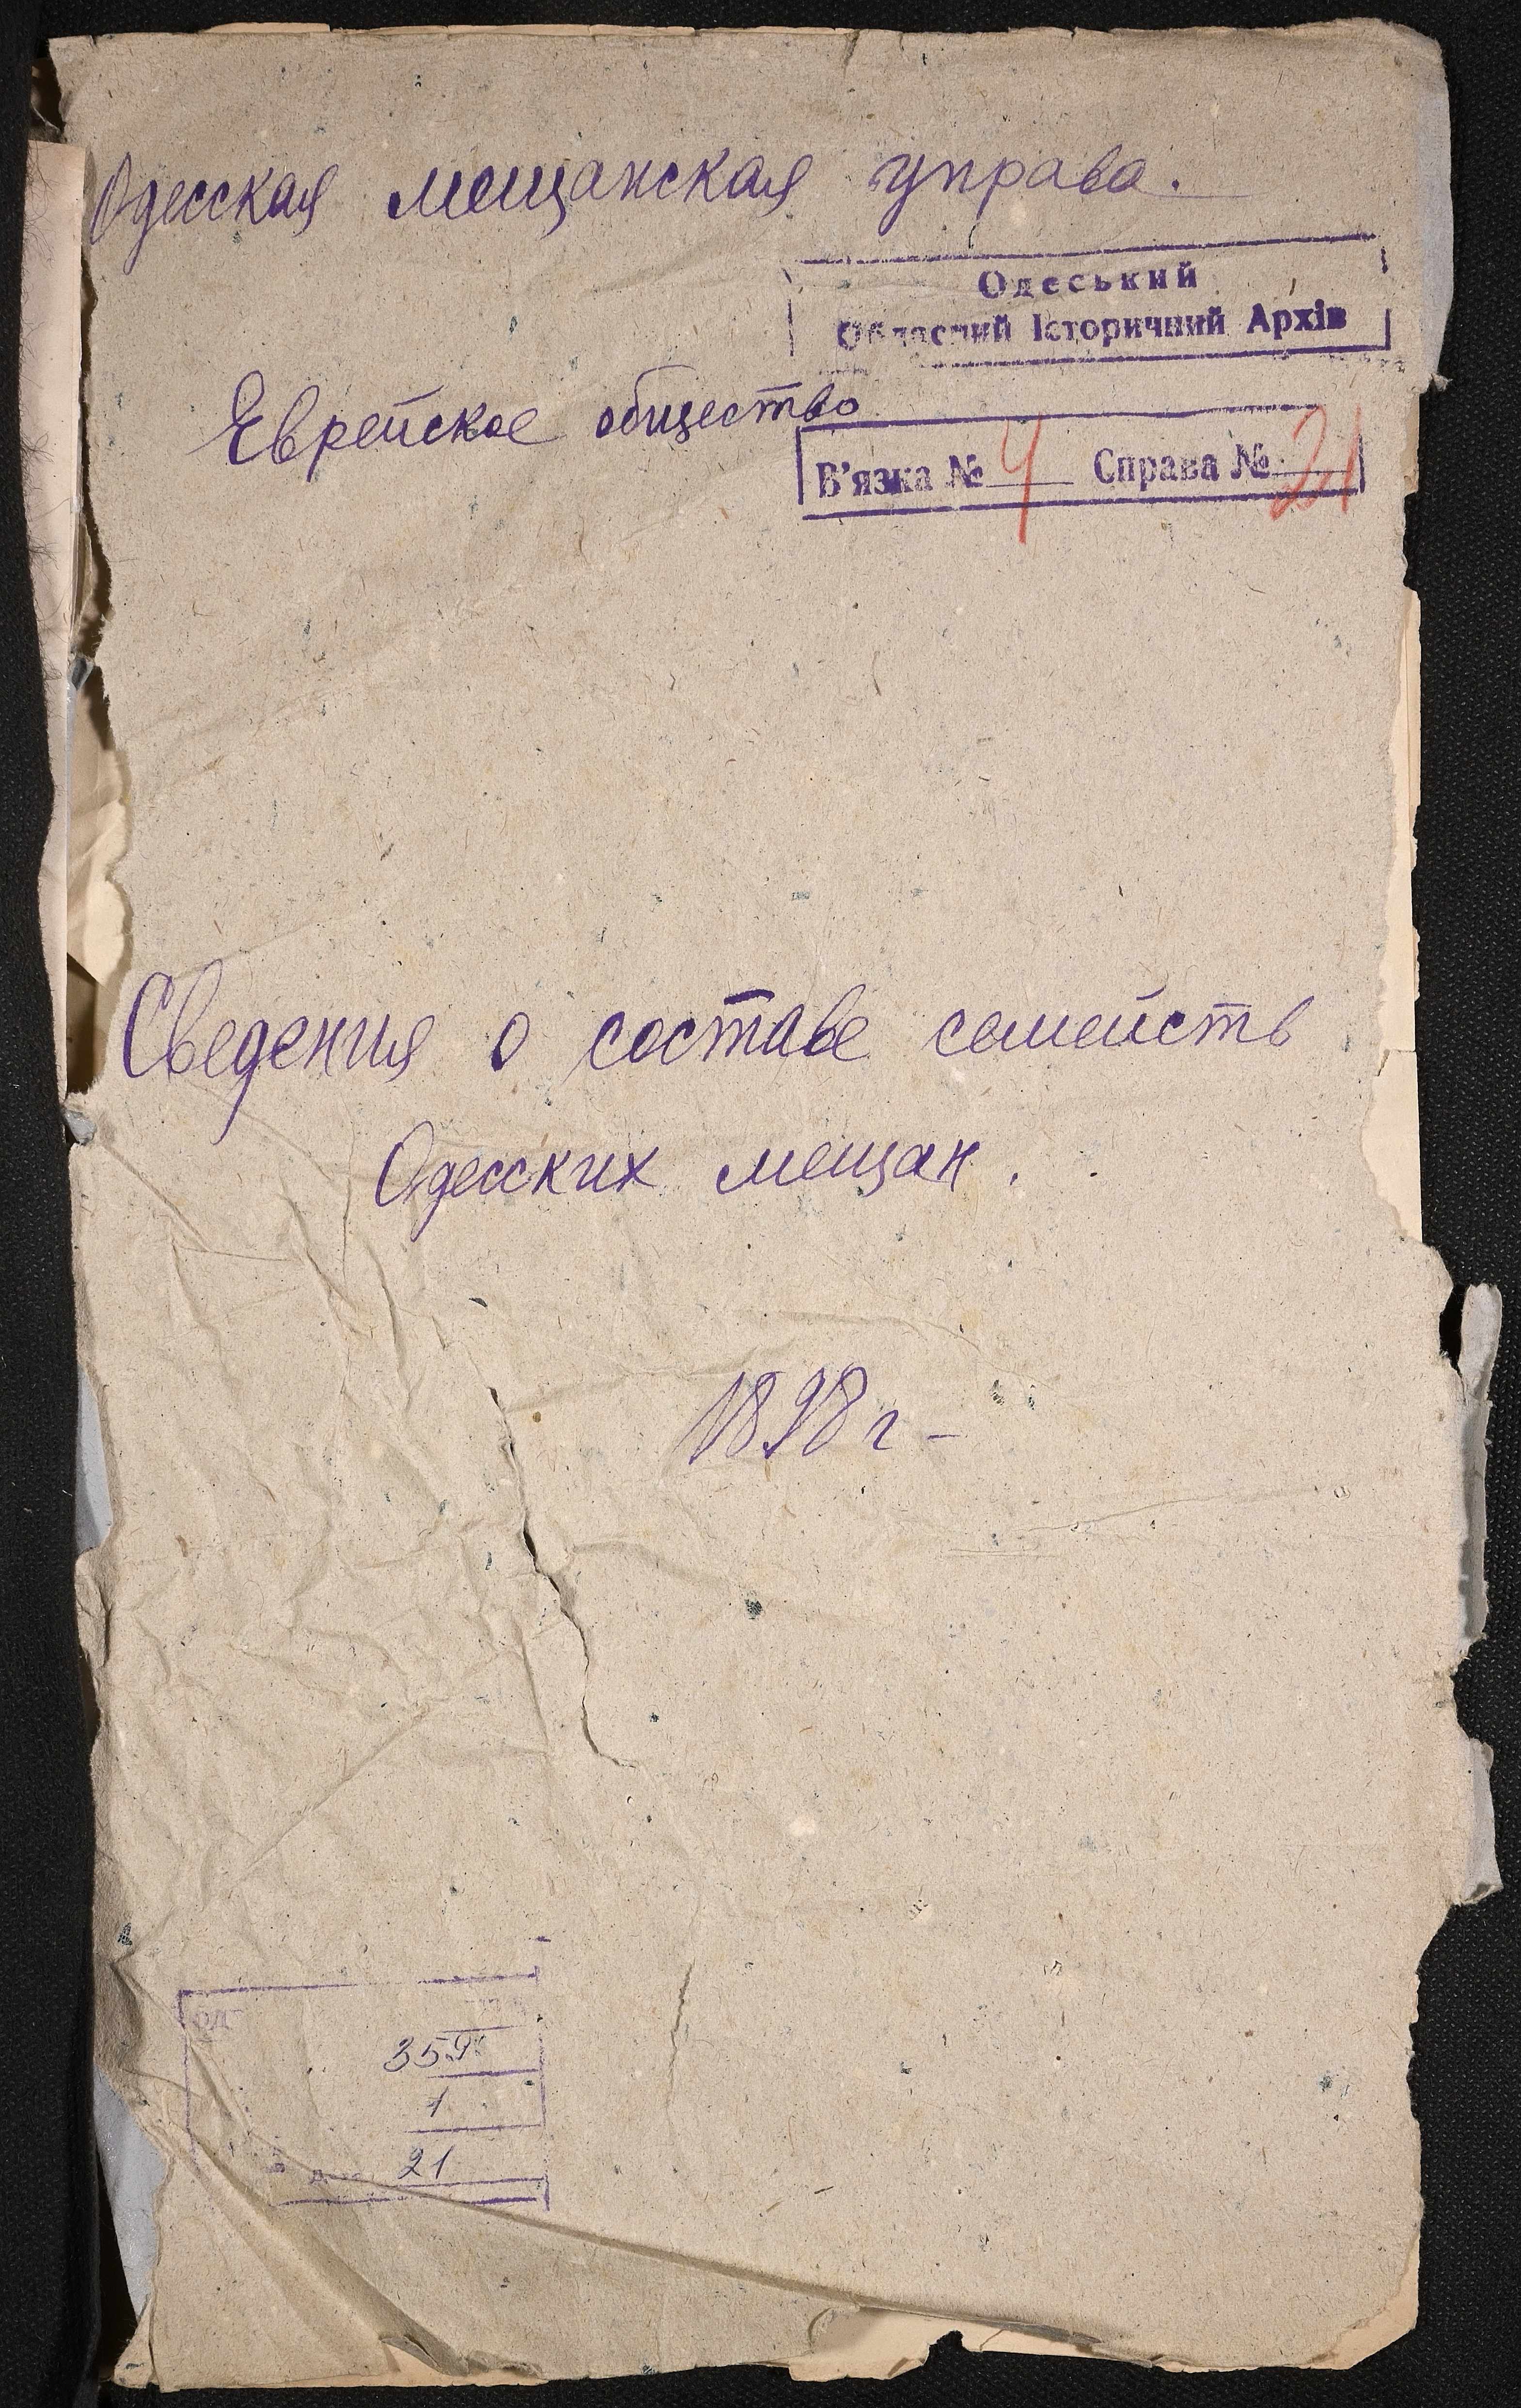 Одесская мещанская управа.
Одеський
Обласний Історичний Архів
Еврейское общество
В'язка № 4 Справа № 21
Сведения о составе семейств
Одесских мещан.
1898 г-
359
1
21